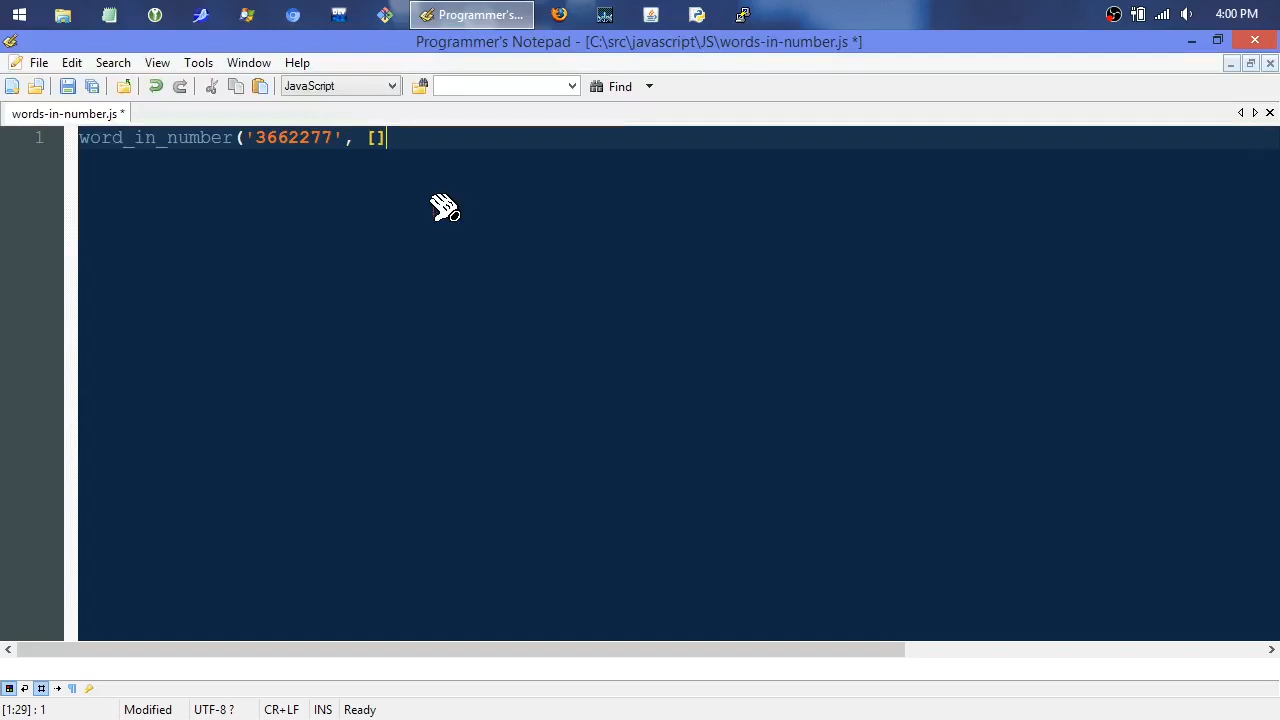 Programmer's...
4:00 PM
Programmer's Notepad - [C:\src\javascript\JS\words-in-number.js *]
File Edit Search View Tools Window Help
JavaScript Find
words-in-number.js *
1 word_in_number('3662277', []
[1:29] : 1 Modified UTF-8 ? CR+LF INS Ready